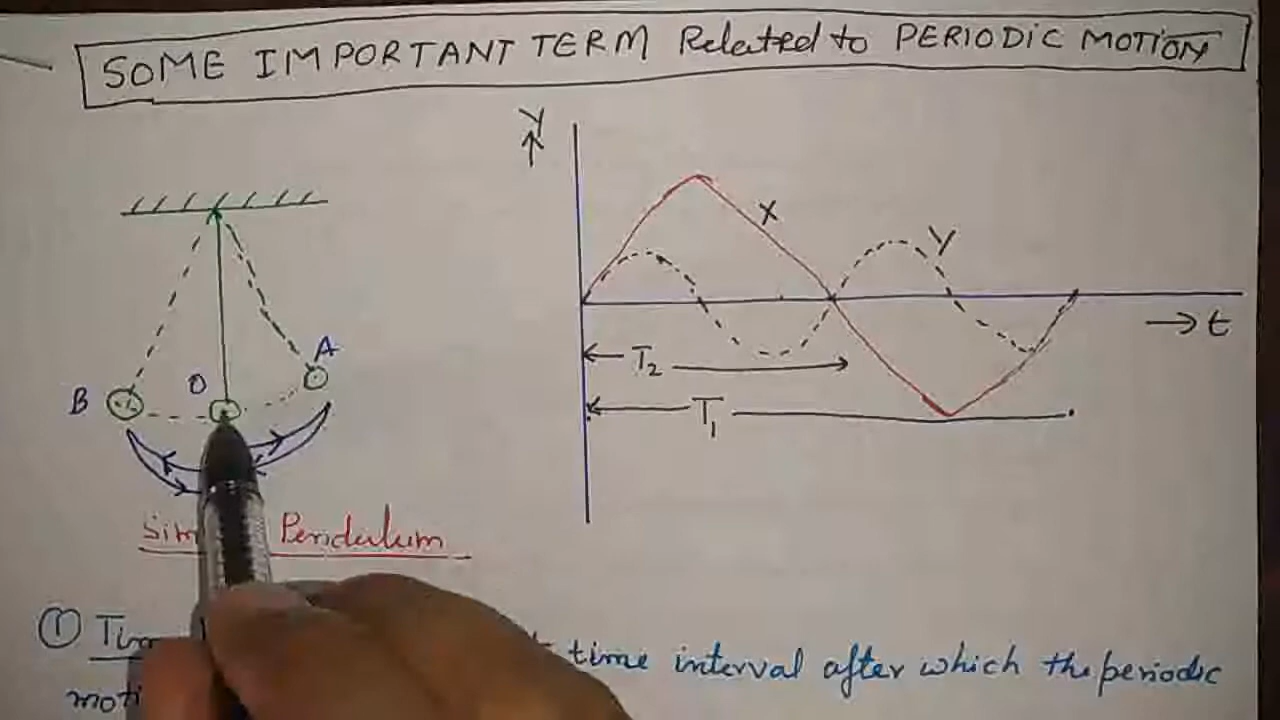 SOME IMPORTANT TERM Related to PERIODIC MOTION
Y
X
Y
A
O
B
t
T2
T1
Pendulum
① time interval after which the periodic